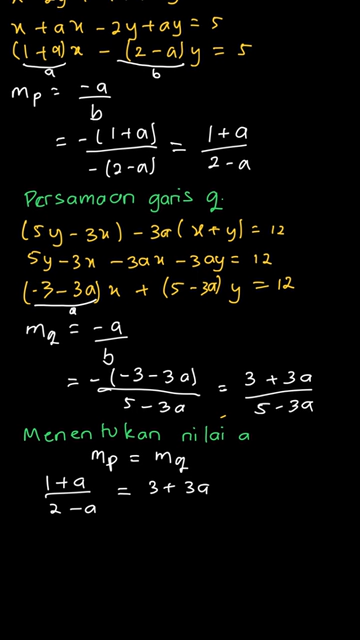 x + ax - 2y + ay = 5
(1+a)x - (2-a)y = 5
a b
mp = -a/b
= -(1+a)/-(2-a) = 1+a/2-a
Persamaan garis q.
(5y - 3x) - 3a(x+y) = 12
5y - 3x - 3ax - 3ay = 12
(-3 - 3a)x + (5-3a)y = 12
a
mq = -a/b
= -(-3-3a)/5-3a = 3+3a/5-3a
Menentukan nilai a
mp = mq
1+a/2-a = 3+3a